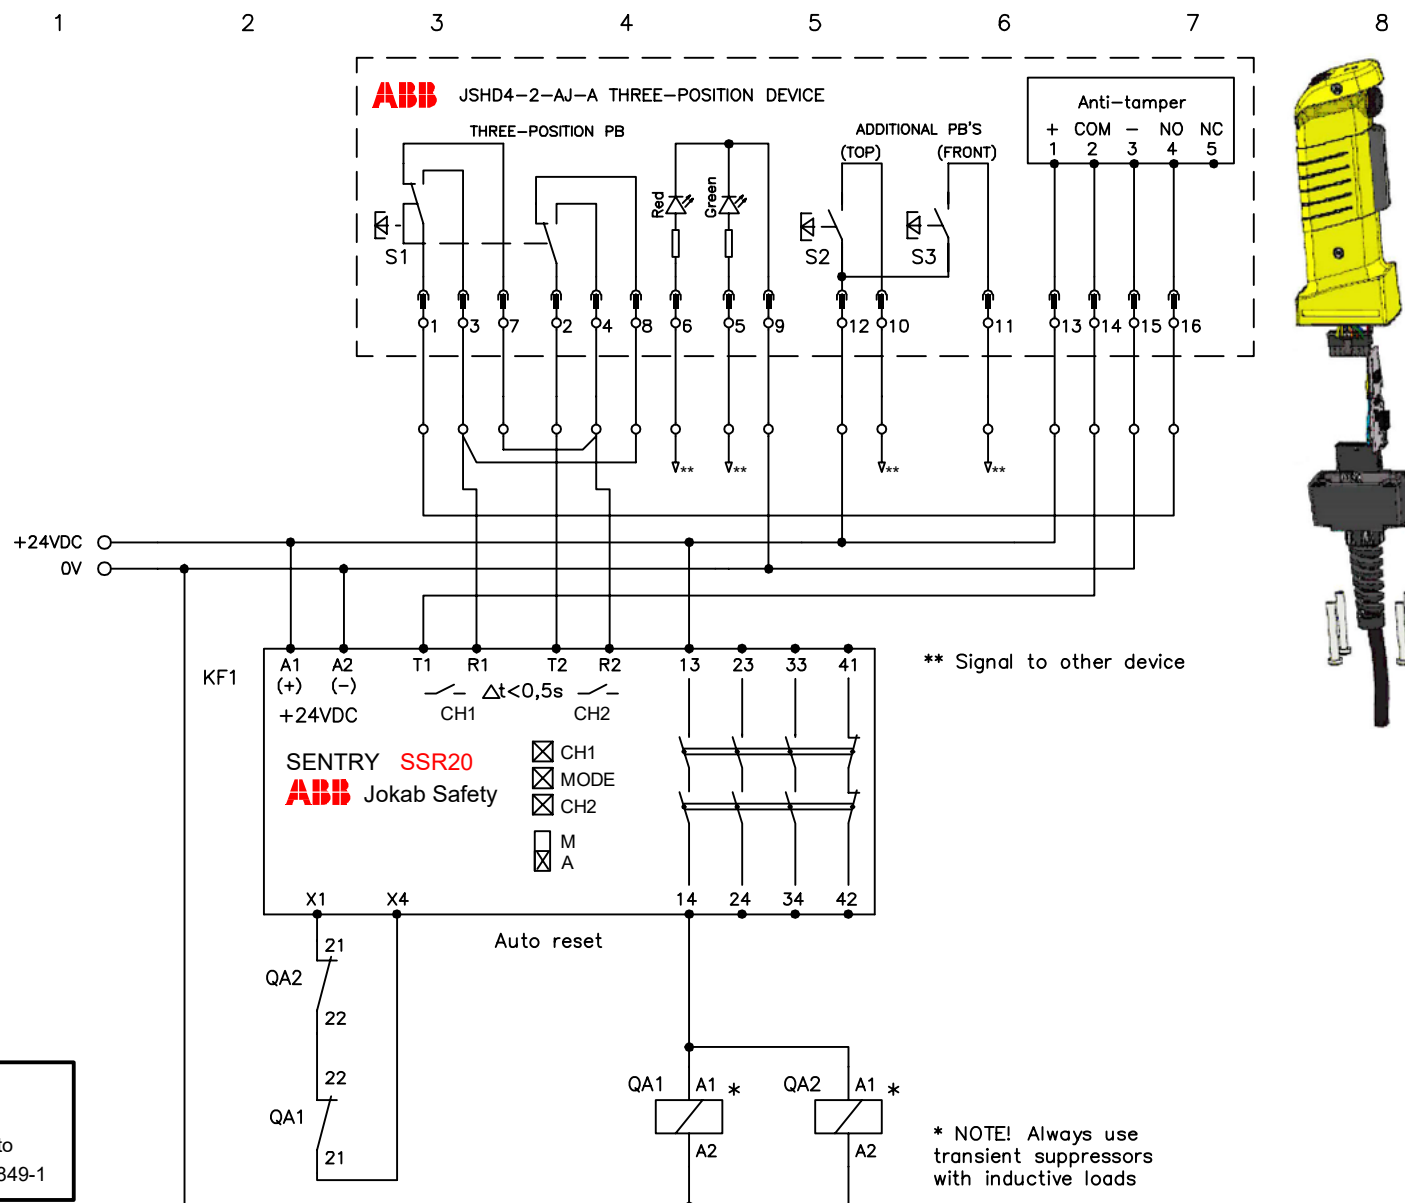 1 2 3 4 5 6 7 8
ABB JSHD4-2-AJ-A THREE-POSITION DEVICE
Anti-tamper
THREE-POSITION PB
ADDITIONAL PB'S
(TOP) (FRONT)
+ COM - NO NC
1 2 3 4 5
Red Green
S1 S2 S3
1 3 7 2 4 8 6 5 9 12 10 11 13 14 15 16
** ** ** **
+24VDC
0V
KF1
A1 A2 T1 R1 T2 R2 13 23 33 41
(+) (-)
+24VDC
Δt<0,5s
CH1 CH2
** Signal to other device
SENTRY SSR20
ABB Jokab Safety
CH1
MODE
CH2
M
A
X1 X4 14 24 34 42
Auto reset
21
QA2
22
22
QA1
21
QA1 A1 * QA2 A1 *
A2 A2
* NOTE! Always use
transient suppressors
with inductive loads
to
849-1